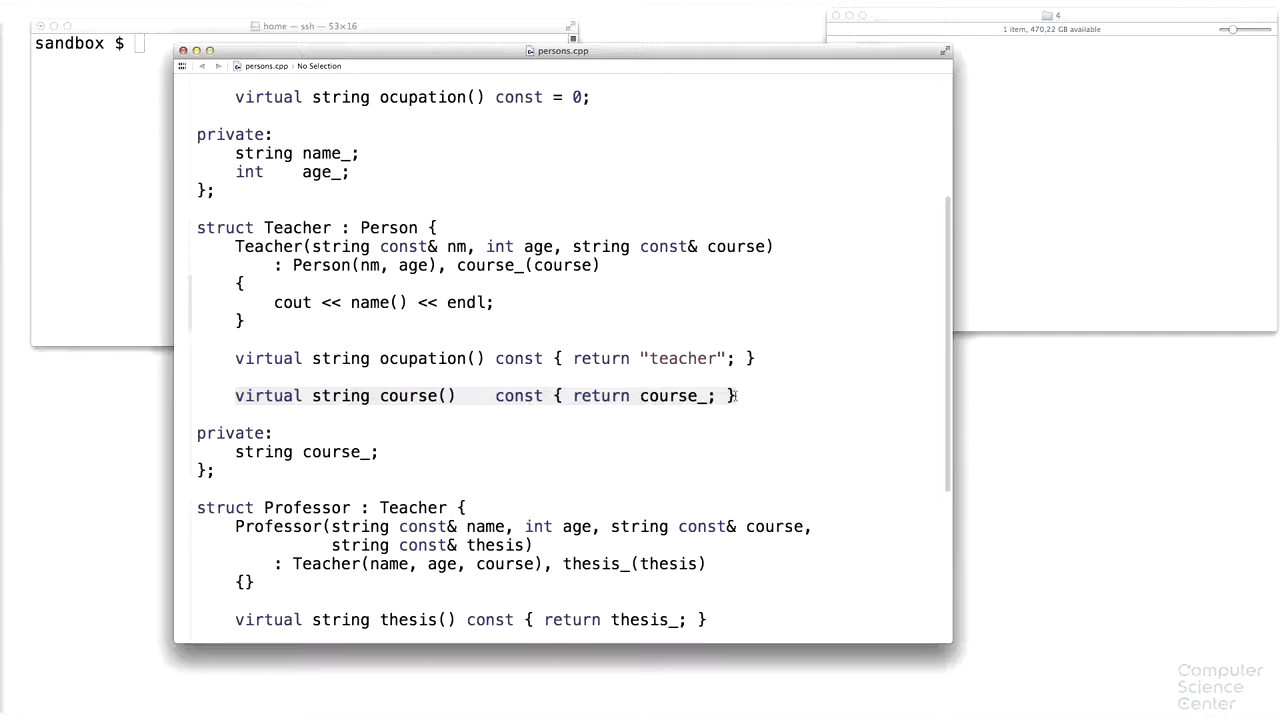 home — ssh — 53×16
sandbox $
4
1 item, 470,22 GB available
persons.cpp
persons.cpp › No Selection
virtual string ocupation() const = 0;
private:
string name_;
int age_;
};
struct Teacher : Person {
Teacher(string const& nm, int age, string const& course)
: Person(nm, age), course_(course)
{
cout << name() << endl;
}
virtual string ocupation() const { return "teacher"; }
virtual string course() const { return course_; }
private:
string course_;
};
struct Professor : Teacher {
Professor(string const& name, int age, string const& course,
string const& thesis)
: Teacher(name, age, course), thesis_(thesis)
{}
virtual string thesis() const { return thesis_; }
Computer
Science
Center